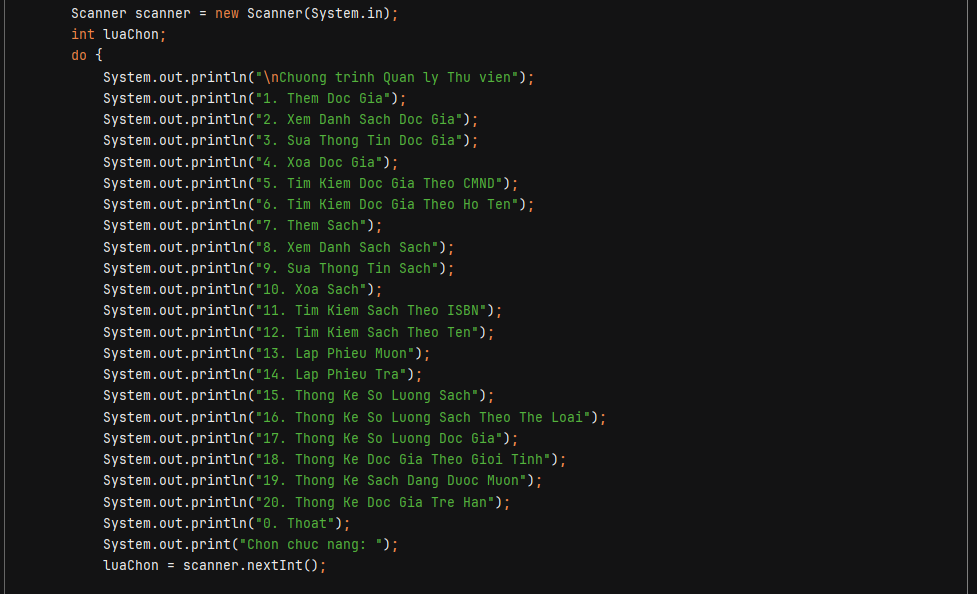 Scanner scanner = new Scanner(System.in);
int luaChon;
do {
System.out.println("\nChuong trinh Quan ly Thu vien");
System.out.println("1. Them Doc Gia");
System.out.println("2. Xem Danh Sach Doc Gia");
System.out.println("3. Sua Thong Tin Doc Gia");
System.out.println("4. Xoa Doc Gia");
System.out.println("5. Tim Kiem Doc Gia Theo CMND");
System.out.println("6. Tim Kiem Doc Gia Theo Ho Ten");
System.out.println("7. Them Sach");
System.out.println("8. Xem Danh Sach Sach");
System.out.println("9. Sua Thong Tin Sach");
System.out.println("10. Xoa Sach");
System.out.println("11. Tim Kiem Sach Theo ISBN");
System.out.println("12. Tim Kiem Sach Theo Ten");
System.out.println("13. Lap Phieu Muon");
System.out.println("14. Lap Phieu Tra");
System.out.println("15. Thong Ke So Luong Sach");
System.out.println("16. Thong Ke So Luong Sach Theo The Loai");
System.out.println("17. Thong Ke So Luong Doc Gia");
System.out.println("18. Thong Ke Doc Gia Theo Gioi Tinh");
System.out.println("19. Thong Ke Sach Dang Duoc Muon");
System.out.println("20. Thong Ke Doc Gia Tre Han");
System.out.println("0. Thoat");
System.out.print("Chon chuc nang: ");
luaChon = scanner.nextInt();